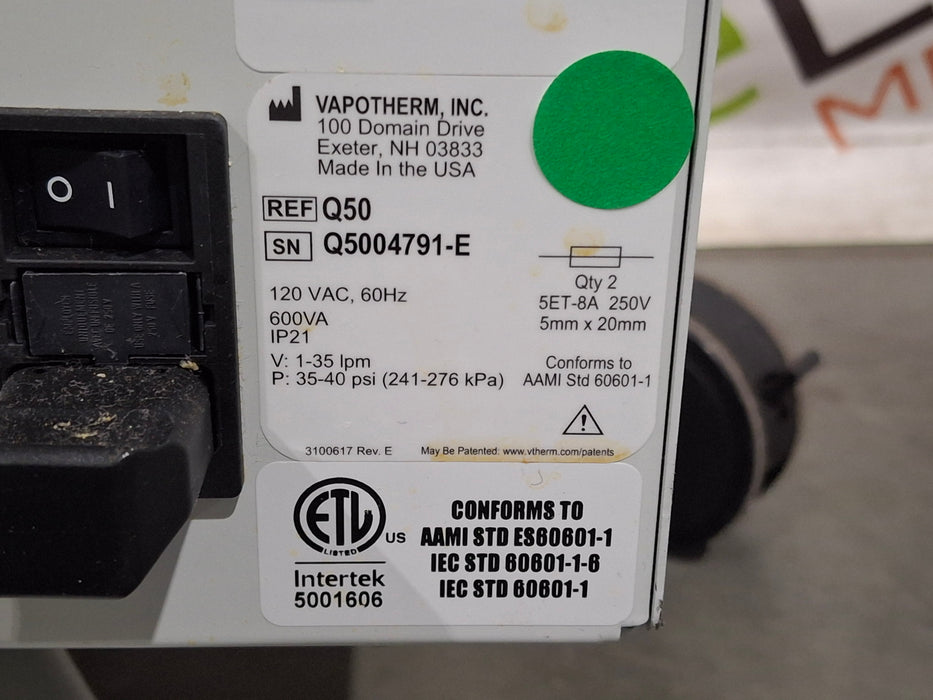 VAPOTHERM, INC.
100 Domain Drive
Exeter, NH 03833
Made In the USA
REF Q50
SN Q5004791-E
120 VAC, 60Hz
600VA
IP21
V: 1-35 lpm
P: 35-40 psi (241-276 kPa)
Qty 2
5ET-8A 250V
5mm x 20mm
Conforms to
AAMI Std 60601-1
3100617 Rev. E
May Be Patented: www.vtherm.com/patents
ETL
LISTED
US
Intertek
5001606
CONFORMS TO
AAMI STD ES60601-1
IEC STD 60601-1-6
IEC STD 60601-1
O I